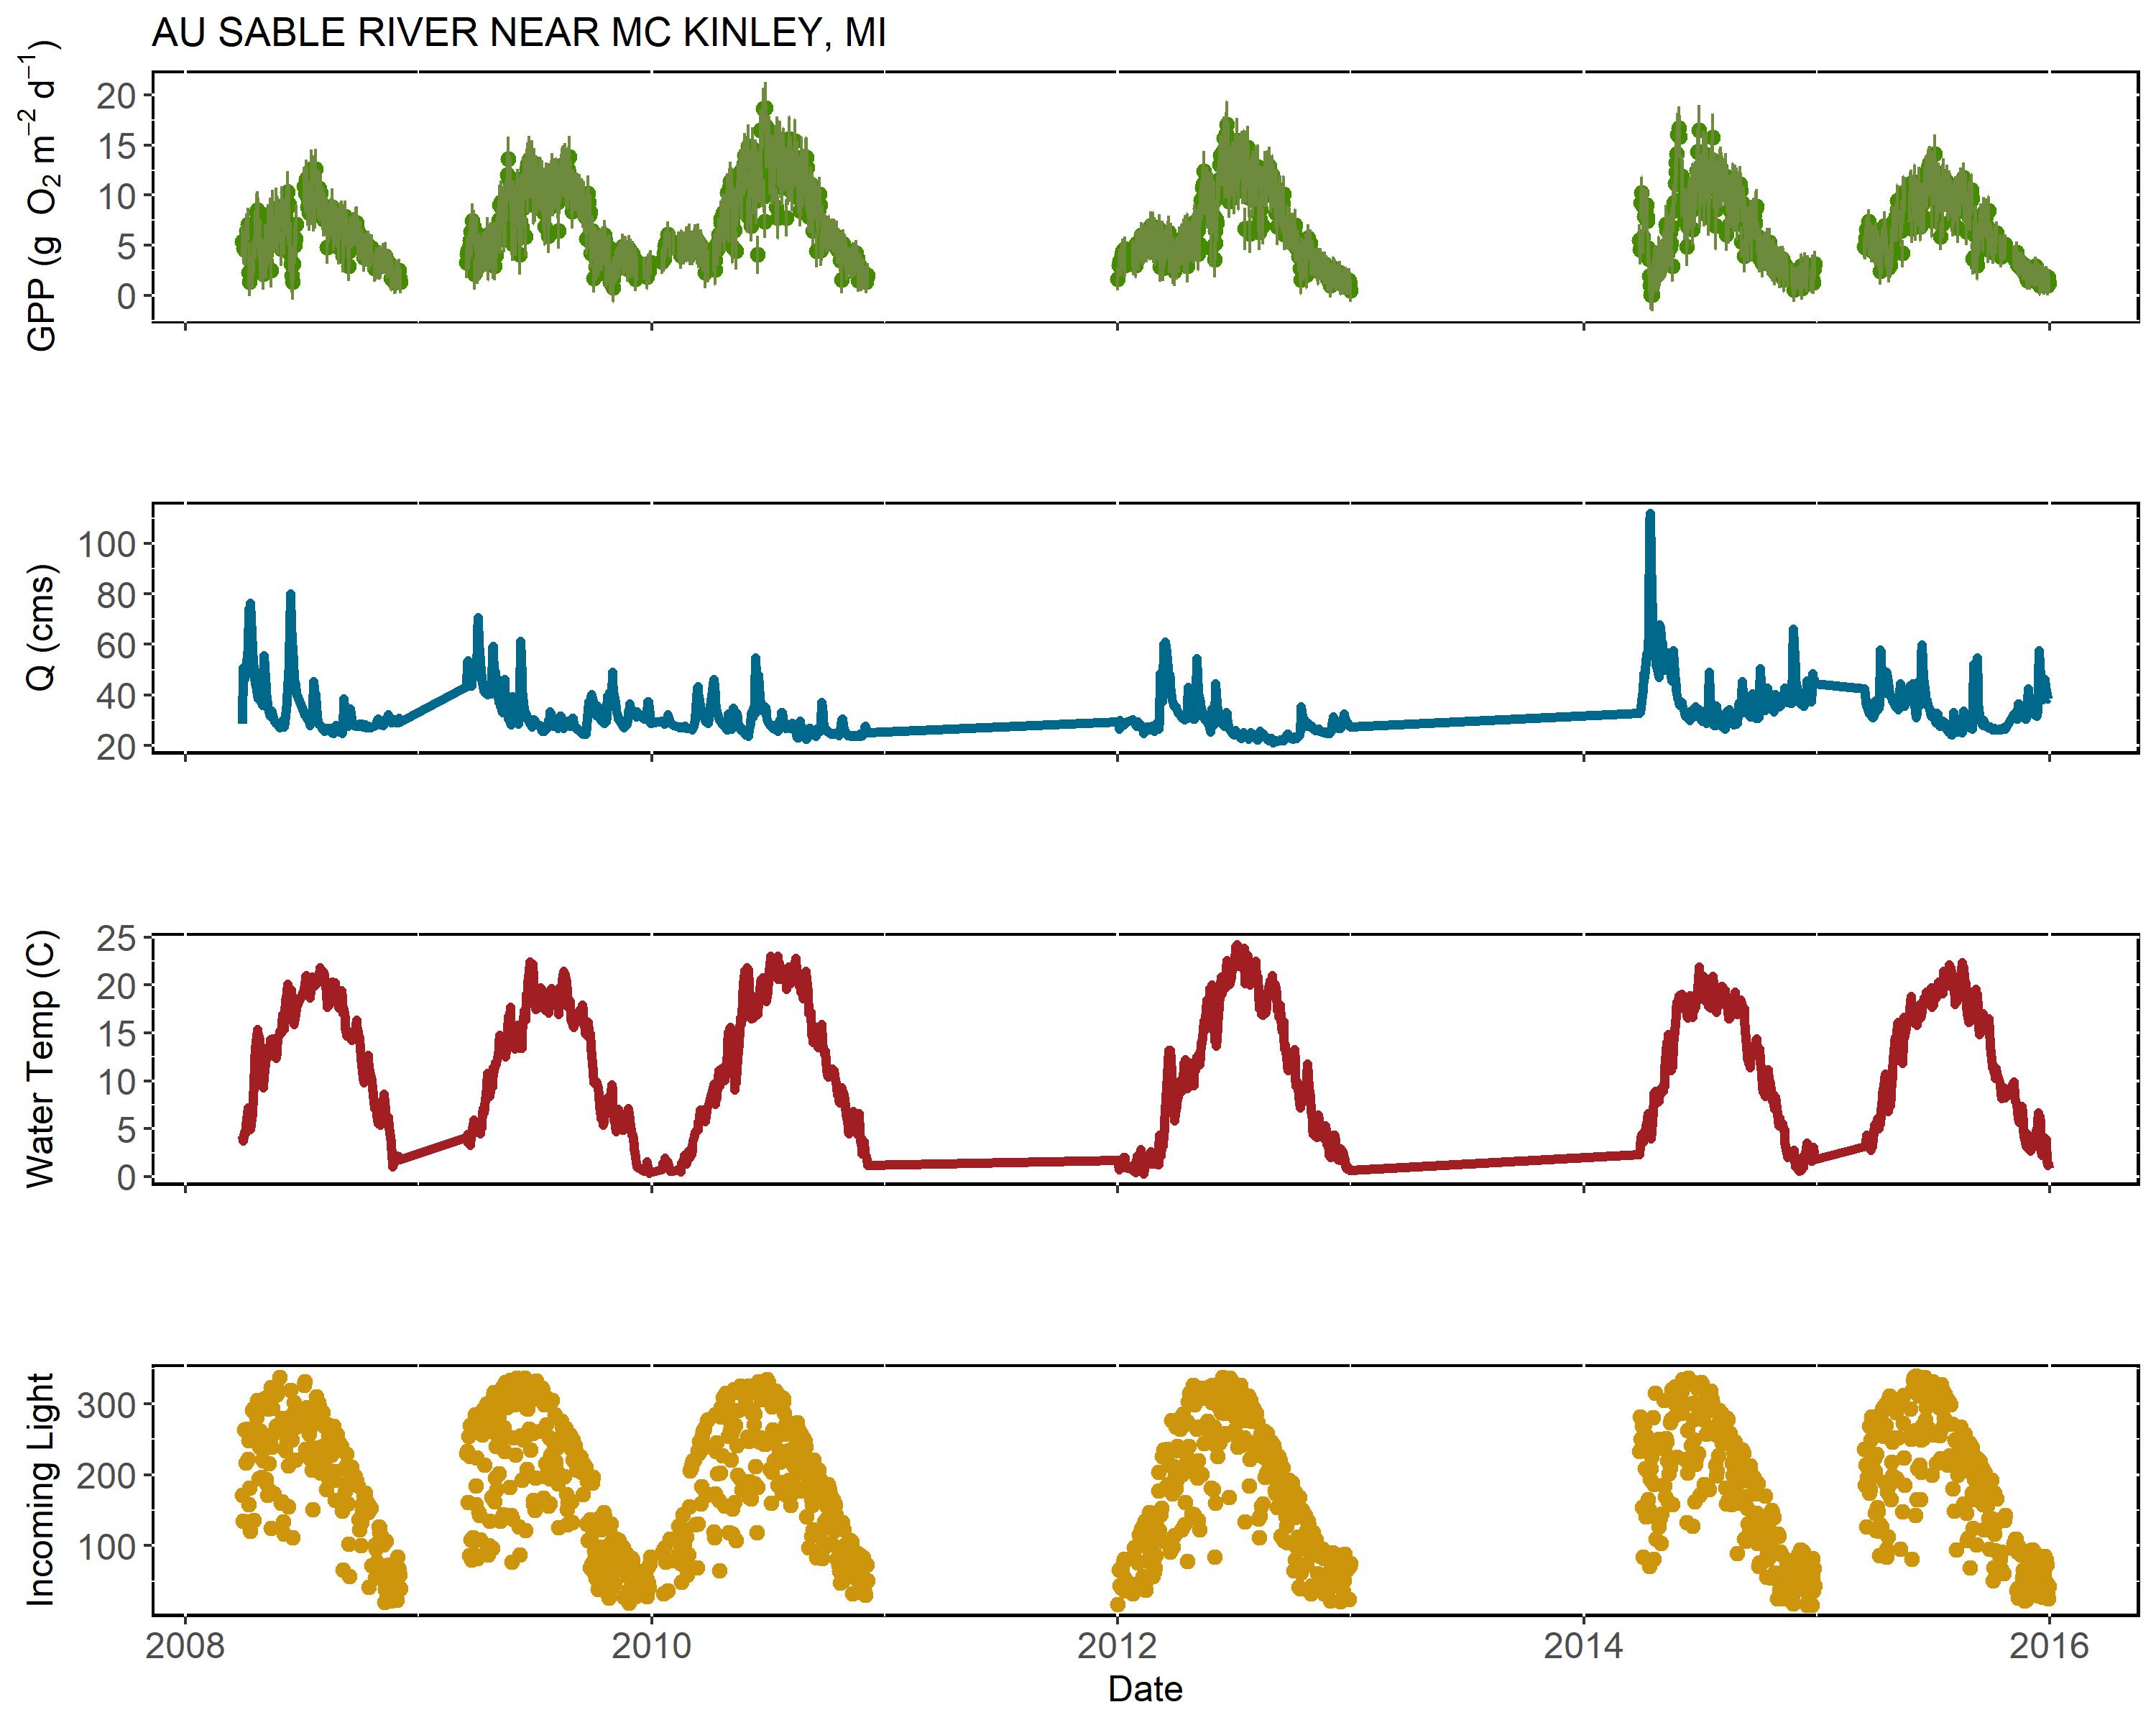 AU SABLE RIVER NEAR MC KINLEY, MI
GPP (g O₂ m⁻² d⁻¹)
20
15
10
5
0
Q (cms)
100
80
60
40
20
Water Temp (C)
25
20
15
10
5
0
Incoming Light
300
200
100
2008 2010 2012 2014 2016
Date